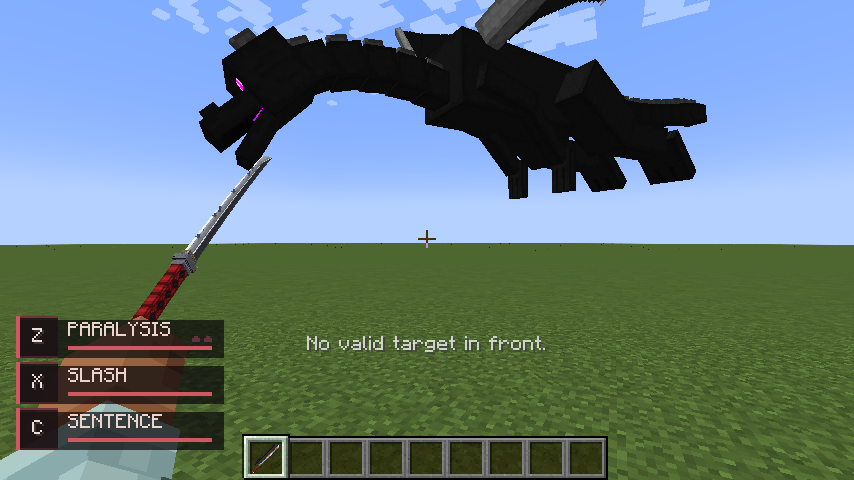 Z PARALYSIS
No valid target in front.
X SLASH
C SENTENCE